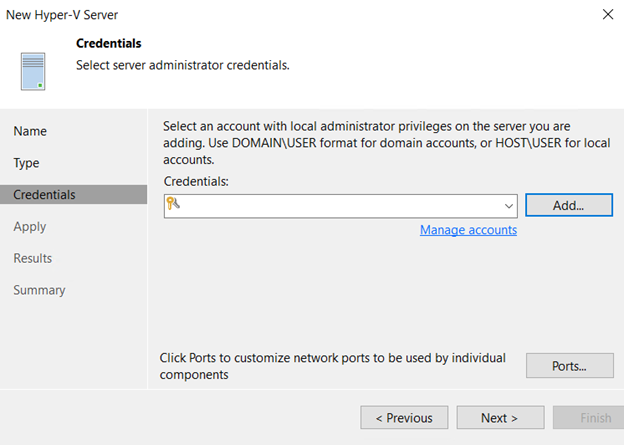 New Hyper-V Server
Credentials
Select server administrator credentials.
Name
Type
Credentials
Apply
Results
Summary
Select an account with local administrator privileges on the server you are
adding. Use DOMAIN\USER format for domain accounts, or HOST\USER for local
accounts.
Credentials:
Add...
Manage accounts
Click Ports to customize network ports to be used by individual
components
Ports...
< Previous
Next >
Finish